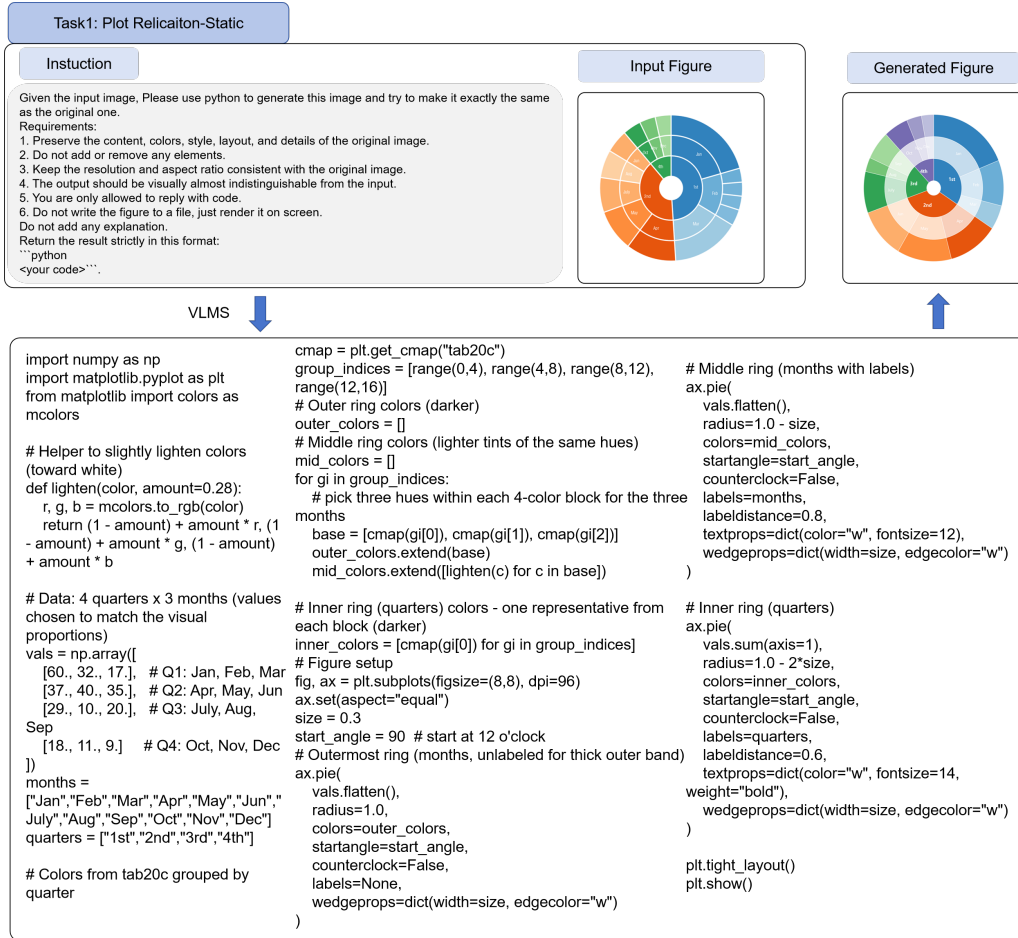 Task1: Plot Relicaiton-Static
Instuction
Given the input image, Please use python to generate this image and try to make it exactly the same
as the original one.
Requirements:
1. Preserve the content, colors, style, layout, and details of the original image.
2. Do not add or remove any elements.
3. Keep the resolution and aspect ratio consistent with the original image.
4. The output should be visually almost indistinguishable from the input.
5. You are only allowed to reply with code.
6. Do not write the figure to a file, just render it on screen.
Do not add any explanation.
Return the result strictly in this format:
```python
<your code>```.
Input Figure
Generated Figure
1st
2nd
3rd
4th
VLMS
import numpy as np
import matplotlib.pyplot as plt
from matplotlib import colors as
mcolors

# Helper to slightly lighten colors
(toward white)
def lighten(color, amount=0.28):
    r, g, b = mcolors.to_rgb(color)
    return (1 - amount) + amount * r, (1
- amount) + amount * g, (1 - amount)
+ amount * b

# Data: 4 quarters x 3 months (values
chosen to match the visual
proportions)
vals = np.array([
    [60., 32., 17.],   # Q1: Jan, Feb, Mar
    [37., 40., 35.],   # Q2: Apr, May, Jun
    [29., 10., 20.],   # Q3: July, Aug,
Sep
    [18., 11., 9.]     # Q4: Oct, Nov, Dec
])
months =
["Jan","Feb","Mar","Apr","May","Jun","
July","Aug","Sep","Oct","Nov","Dec"]
quarters = ["1st","2nd","3rd","4th"]

# Colors from tab20c grouped by
quarter
cmap = plt.get_cmap("tab20c")
group_indices = [range(0,4), range(4,8), range(8,12),
range(12,16)]
# Outer ring colors (darker)
outer_colors = []
# Middle ring colors (lighter tints of the same hues)
mid_colors = []
for gi in group_indices:
    # pick three hues within each 4-color block for the three
months
    base = [cmap(gi[0]), cmap(gi[1]), cmap(gi[2])]
    outer_colors.extend(base)
    mid_colors.extend([lighten(c) for c in base])

# Inner ring (quarters) colors - one representative from
each block (darker)
inner_colors = [cmap(gi[0]) for gi in group_indices]
# Figure setup
fig, ax = plt.subplots(figsize=(8,8), dpi=96)
ax.set(aspect="equal")
size = 0.3
start_angle = 90  # start at 12 o'clock
# Outermost ring (months, unlabeled for thick outer band)
ax.pie(
    vals.flatten(),
    radius=1.0,
    colors=outer_colors,
    startangle=start_angle,
    counterclock=False,
    labels=None,
    wedgeprops=dict(width=size, edgecolor="w")
)
# Middle ring (months with labels)
ax.pie(
    vals.flatten(),
    radius=1.0 - size,
    colors=mid_colors,
    startangle=start_angle,
    counterclock=False,
    labels=months,
    labeldistance=0.8,
    textprops=dict(color="w", fontsize=12),
    wedgeprops=dict(width=size, edgecolor="w")
)

# Inner ring (quarters)
ax.pie(
    vals.sum(axis=1),
    radius=1.0 - 2*size,
    colors=inner_colors,
    startangle=start_angle,
    counterclock=False,
    labels=quarters,
    labeldistance=0.6,
    textprops=dict(color="w", fontsize=14,
weight="bold"),
    wedgeprops=dict(width=size, edgecolor="w")
)

plt.tight_layout()
plt.show()